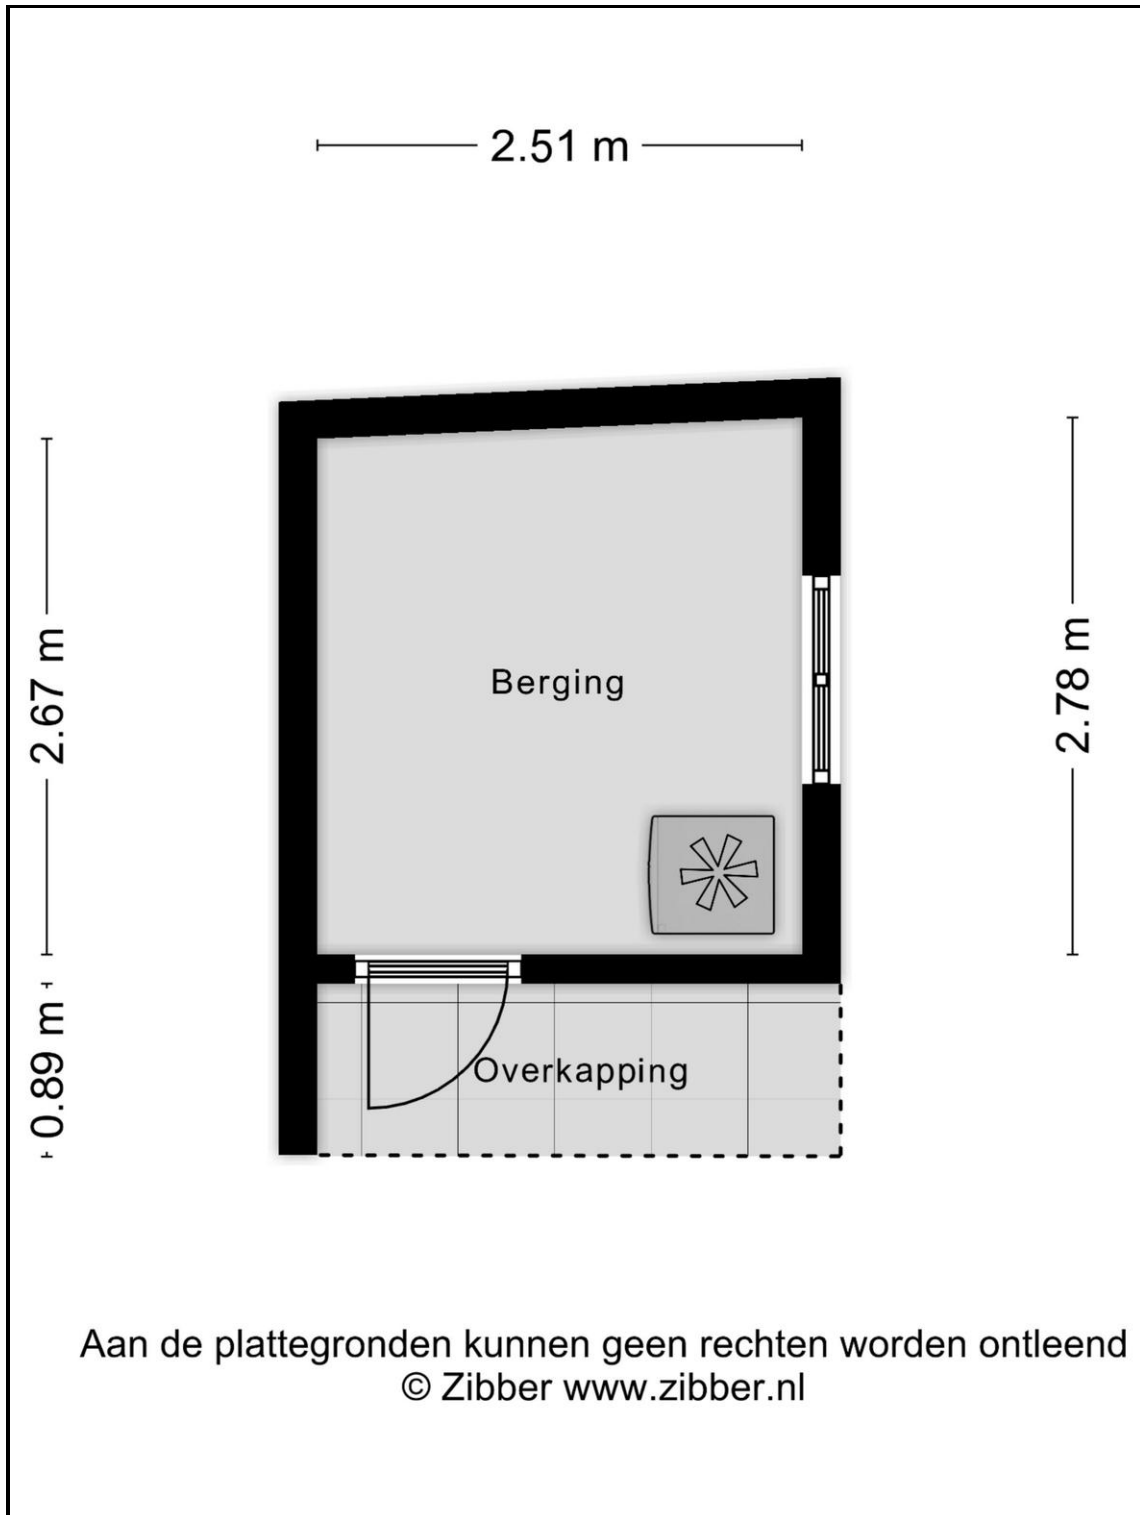 2.51 m
2.67 m
2.78 m
Berging
0.89 m
Overkapping
Aan de plattegronden kunnen geen rechten worden ontleend
© Zibber www.zibber.nl